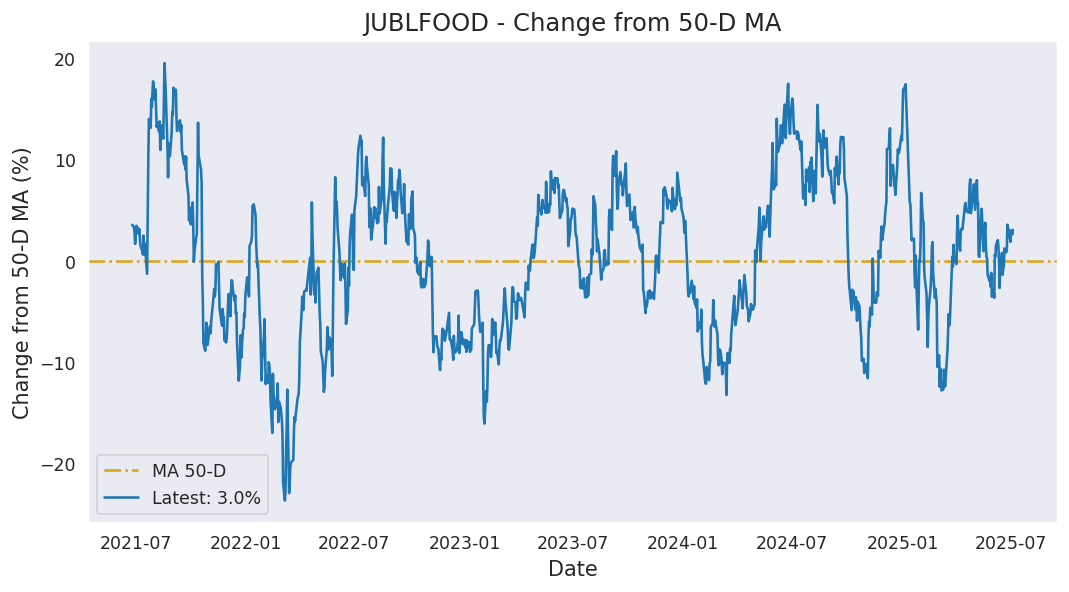 JUBLFOOD - Change from 50-D MA
Change from 50-D MA (%)
20
10
0
−10
−20
MA 50-D
Latest: 3.0%
2021-07 2022-01 2022-07 2023-01 2023-07 2024-01 2024-07 2025-01 2025-07
Date